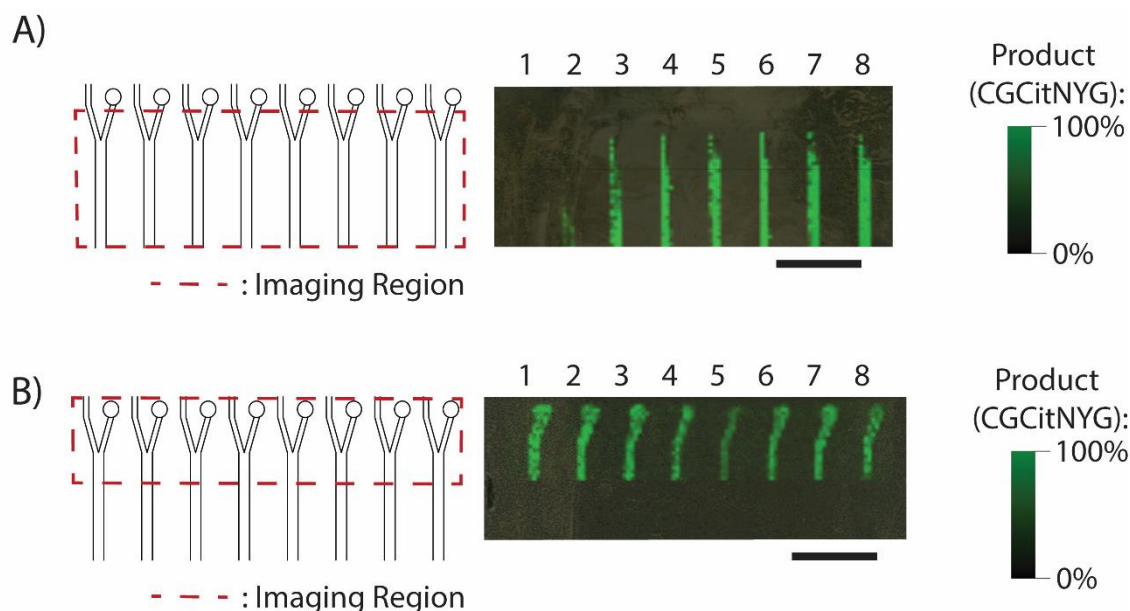 A)
1 2 3 4 5 6 7 8
Product
(CGCitNYG):
100%
0%
- - - - : Imaging Region
B)
1 2 3 4 5 6 7 8
Product
(CGCitNYG):
100%
0%
- - - - : Imaging Region